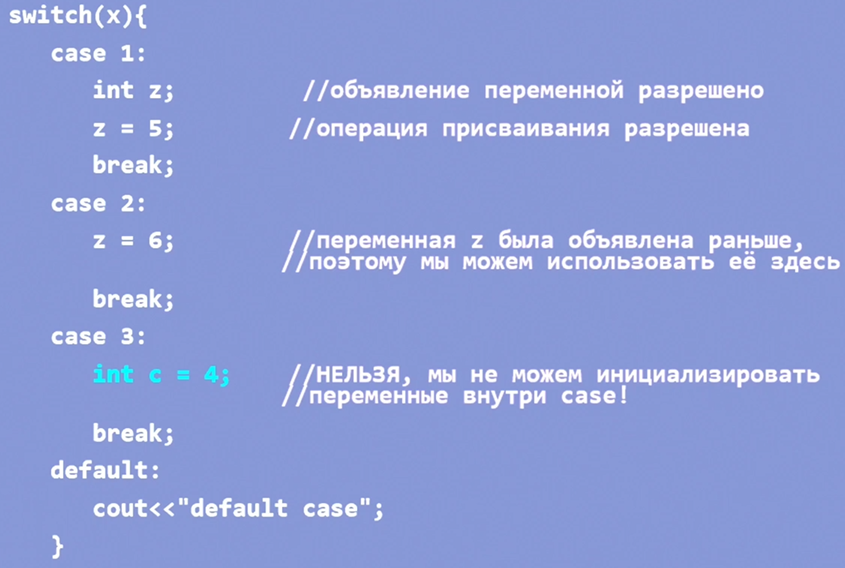 switch(x){
case 1:
int z; //объявление переменной разрешено
z = 5; //операция присваивания разрешена
break;
case 2:
z = 6; //переменная z была объявлена раньше,
//поэтому мы можем использовать её здесь
break;
case 3:
int c = 4; //НЕЛЬЗЯ, мы не можем инициализировать
//переменные внутри case!
break;
default:
cout<<"default case";
}